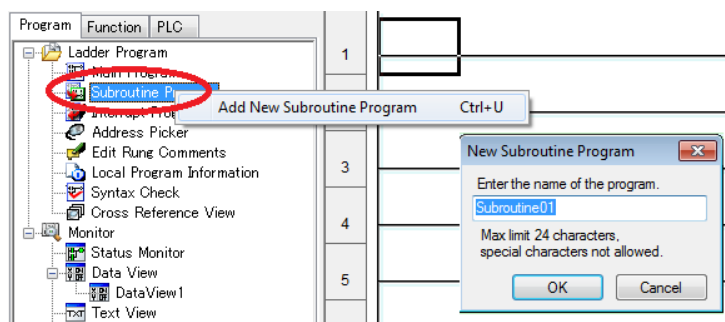 Program Function PLC
Ladder Program
Main Program
Subroutine P
Add New Subroutine Program Ctrl+U
Interrupt Pro
Address Picker
Edit Rung Comments
Local Program Information
Syntax Check
Cross Reference View
Monitor
Status Monitor
Data View
DataView1
Text View
1
3
4
5
New Subroutine Program
Enter the name of the program.
Subroutine01
Max limit 24 characters,
special characters not allowed.
OK Cancel